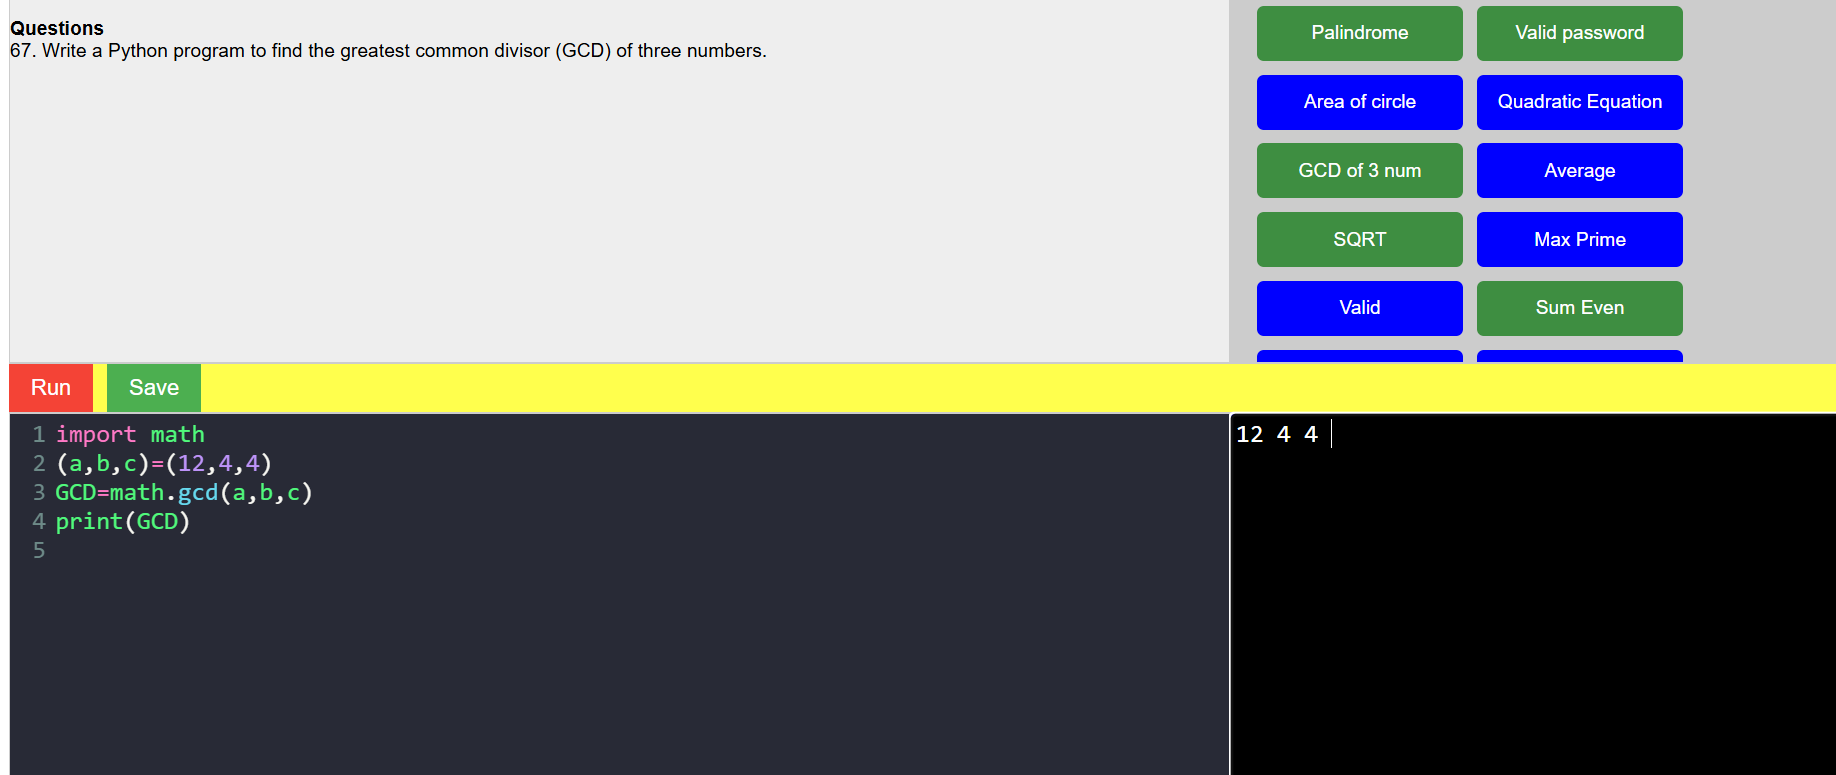 Questions
67. Write a Python program to find the greatest common divisor (GCD) of three numbers.
Palindrome
Valid password
Area of circle
Quadratic Equation
GCD of 3 num
Average
SQRT
Max Prime
Valid
Sum Even
Run
Save
1 import math
2 (a,b,c)=(12,4,4)
3 GCD=math.gcd(a,b,c)
4 print(GCD)
5
12 4 4